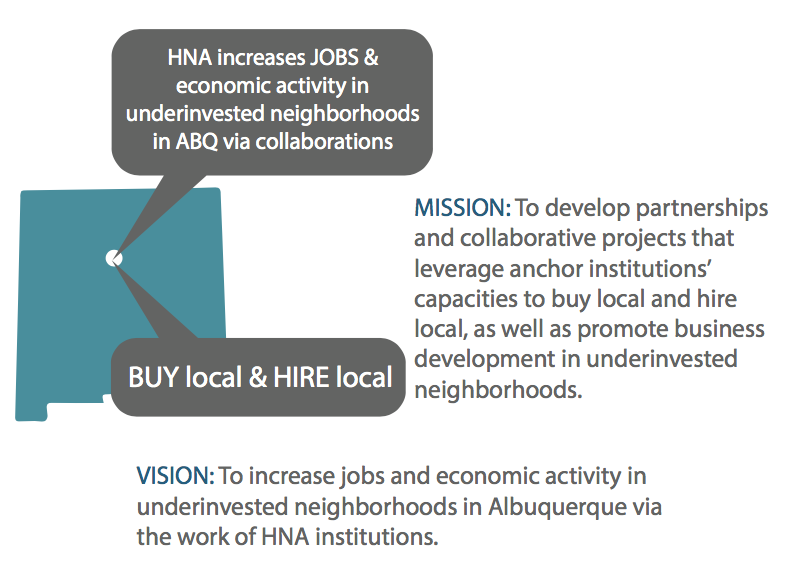 HNA increases JOBS &
economic activity in
underinvested neighborhoods
in ABQ via collaborations
MISSION: To develop partnerships
and collaborative projects that
leverage anchor institutions’
capacities to buy local and hire
local, as well as promote business
development in underinvested
neighborhoods.
BUY local & HIRE local
VISION: To increase jobs and economic activity in
underinvested neighborhoods in Albuquerque via
the work of HNA institutions.